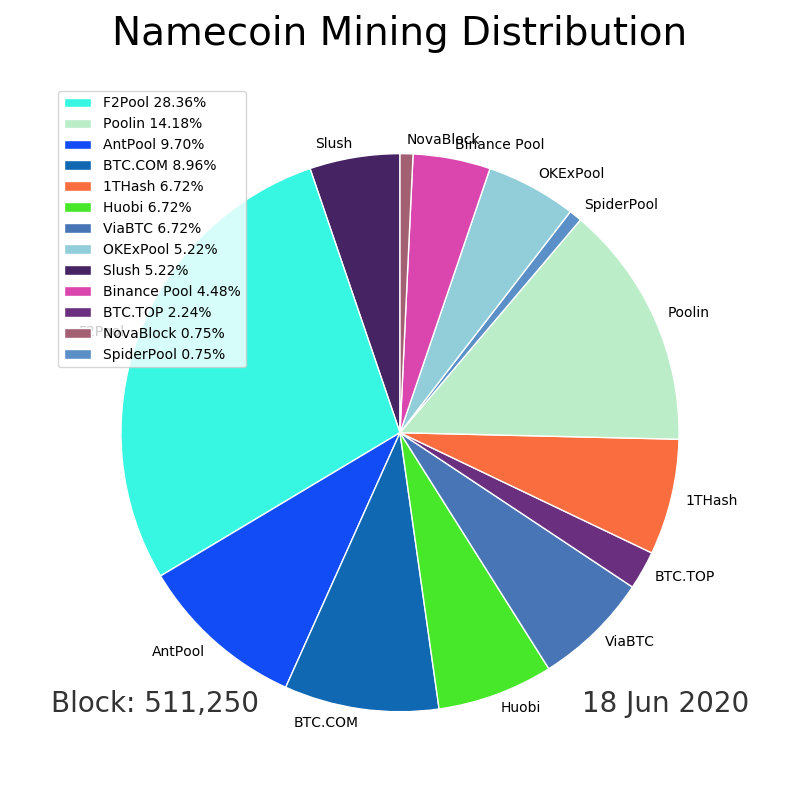 Namecoin Mining Distribution
F2Pool 28.36%
Poolin 14.18%
AntPool 9.70%
BTC.COM 8.96%
1THash 6.72%
Huobi 6.72%
ViaBTC 6.72%
OKExPool 5.22%
Slush 5.22%
Binance Pool 4.48%
BTC.TOP 2.24%
NovaBlock 0.75%
SpiderPool 0.75%
Slush
NovaBlock
Binance Pool
OKExPool
SpiderPool
Poolin
F2Pool
1THash
BTC.TOP
ViaBTC
AntPool
Huobi
BTC.COM
Block: 511,250
18 Jun 2020